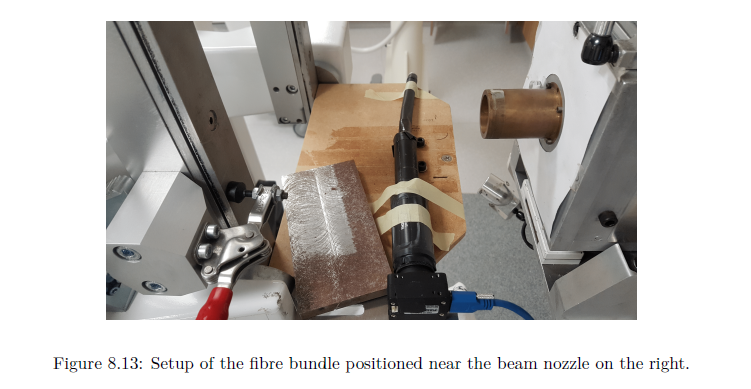 Figure 8.13: Setup of the fibre bundle positioned near the beam nozzle on the right.